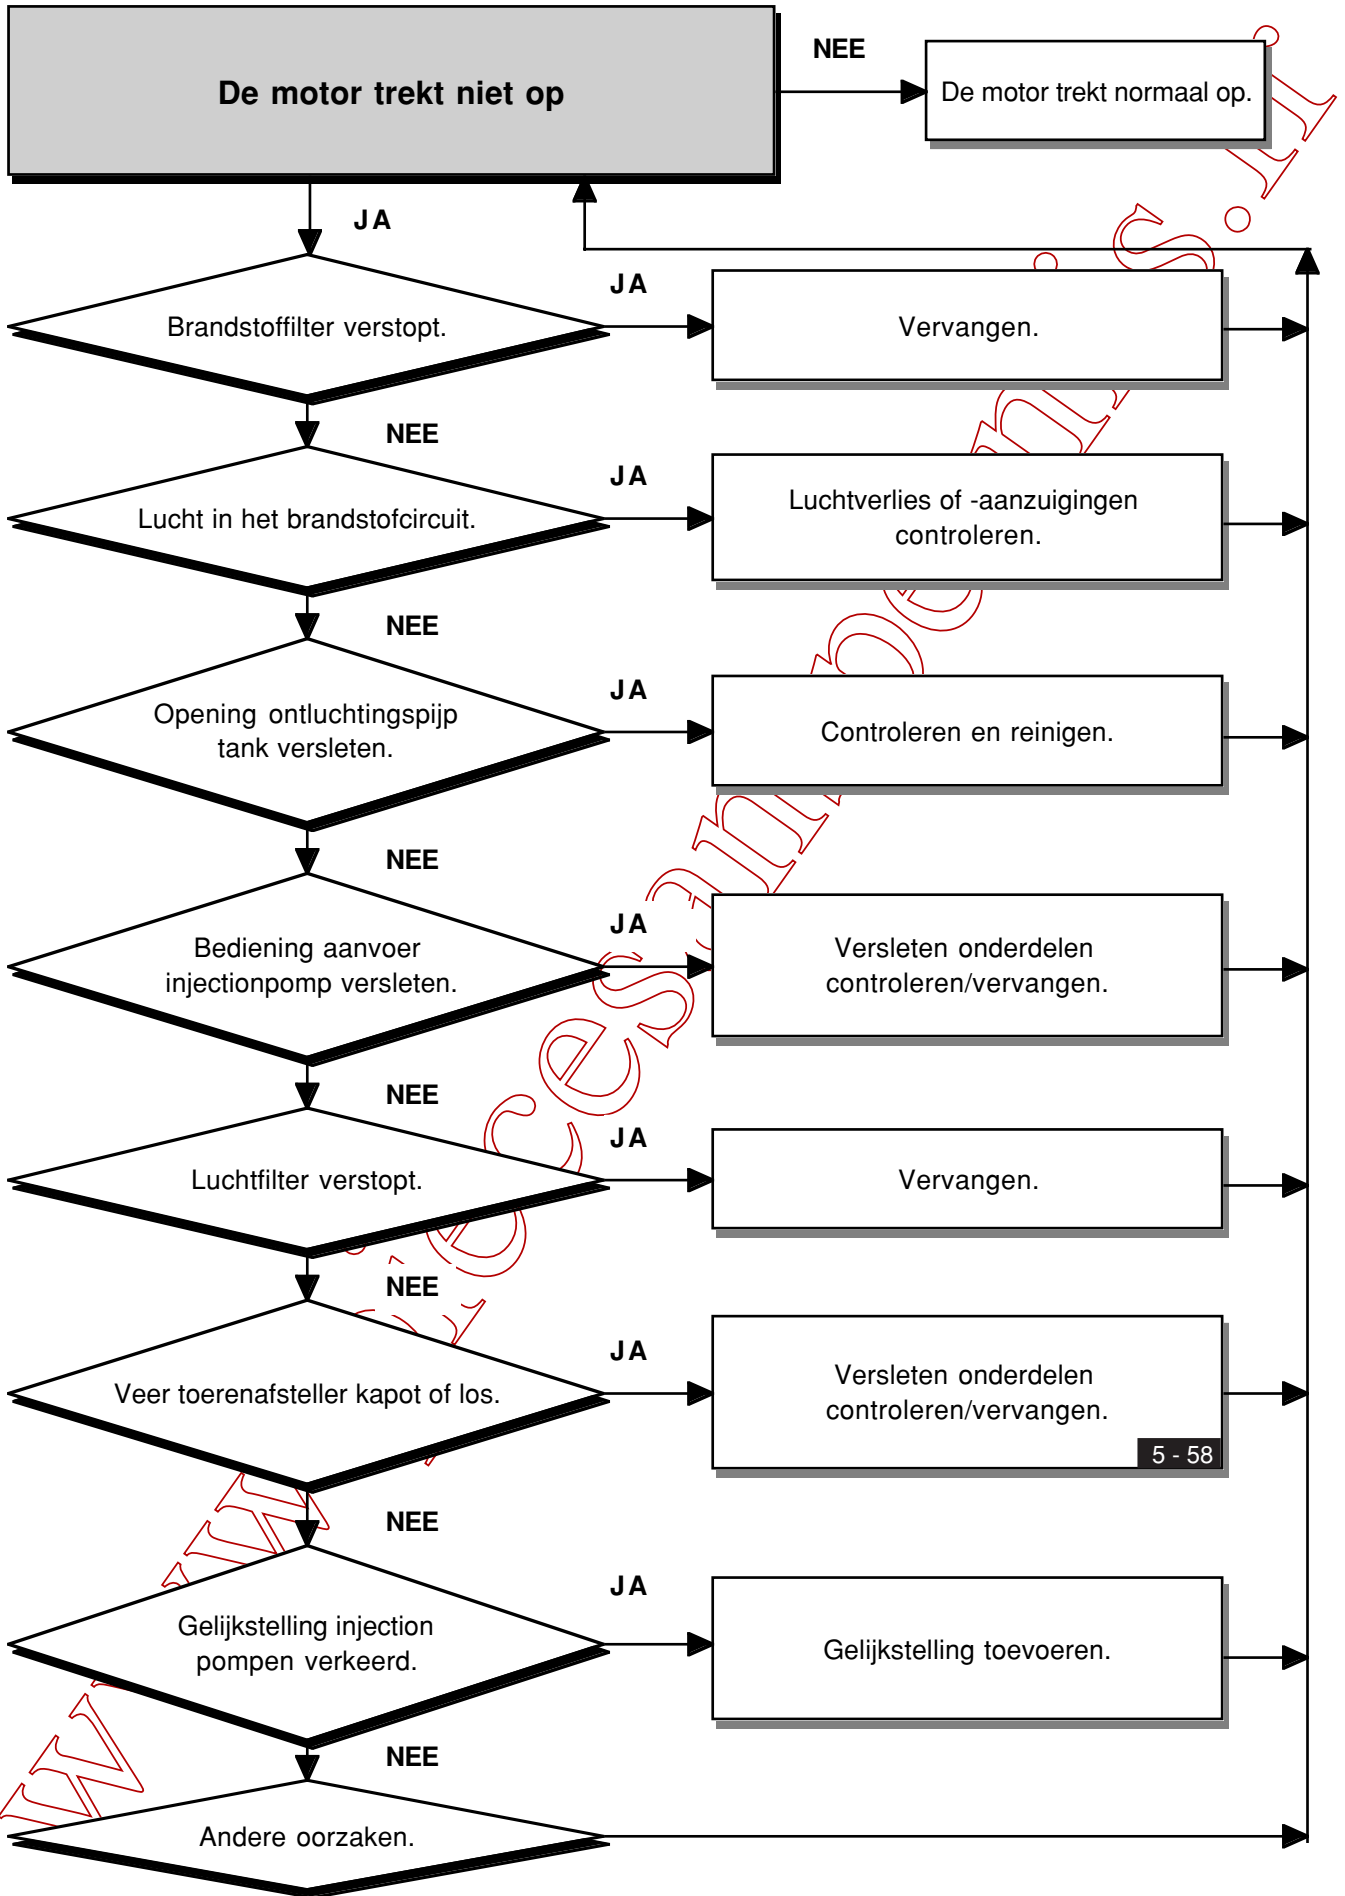 De motor trekt niet op
NEE
De motor trekt normaal op.
JA
Brandstoffilter verstopt.
JA
Vervangen.
NEE
Lucht in het brandstofcircuit.
JA
Luchtverlies of -aanzuigingen
controleren.
NEE
Opening ontluchtingspijp
tank versleten.
JA
Controleren en reinigen.
NEE
Bediening aanvoer
injectionpomp versleten.
JA
Versleten onderdelen
controleren/vervangen.
NEE
Luchtfilter verstopt.
JA
Vervangen.
NEE
Veer toerenafsteller kapot of los.
JA
Versleten onderdelen
controleren/vervangen.
5 - 58
NEE
Gelijkstelling injection
pompen verkeerd.
JA
Gelijkstelling toevoeren.
NEE
Andere oorzaken.